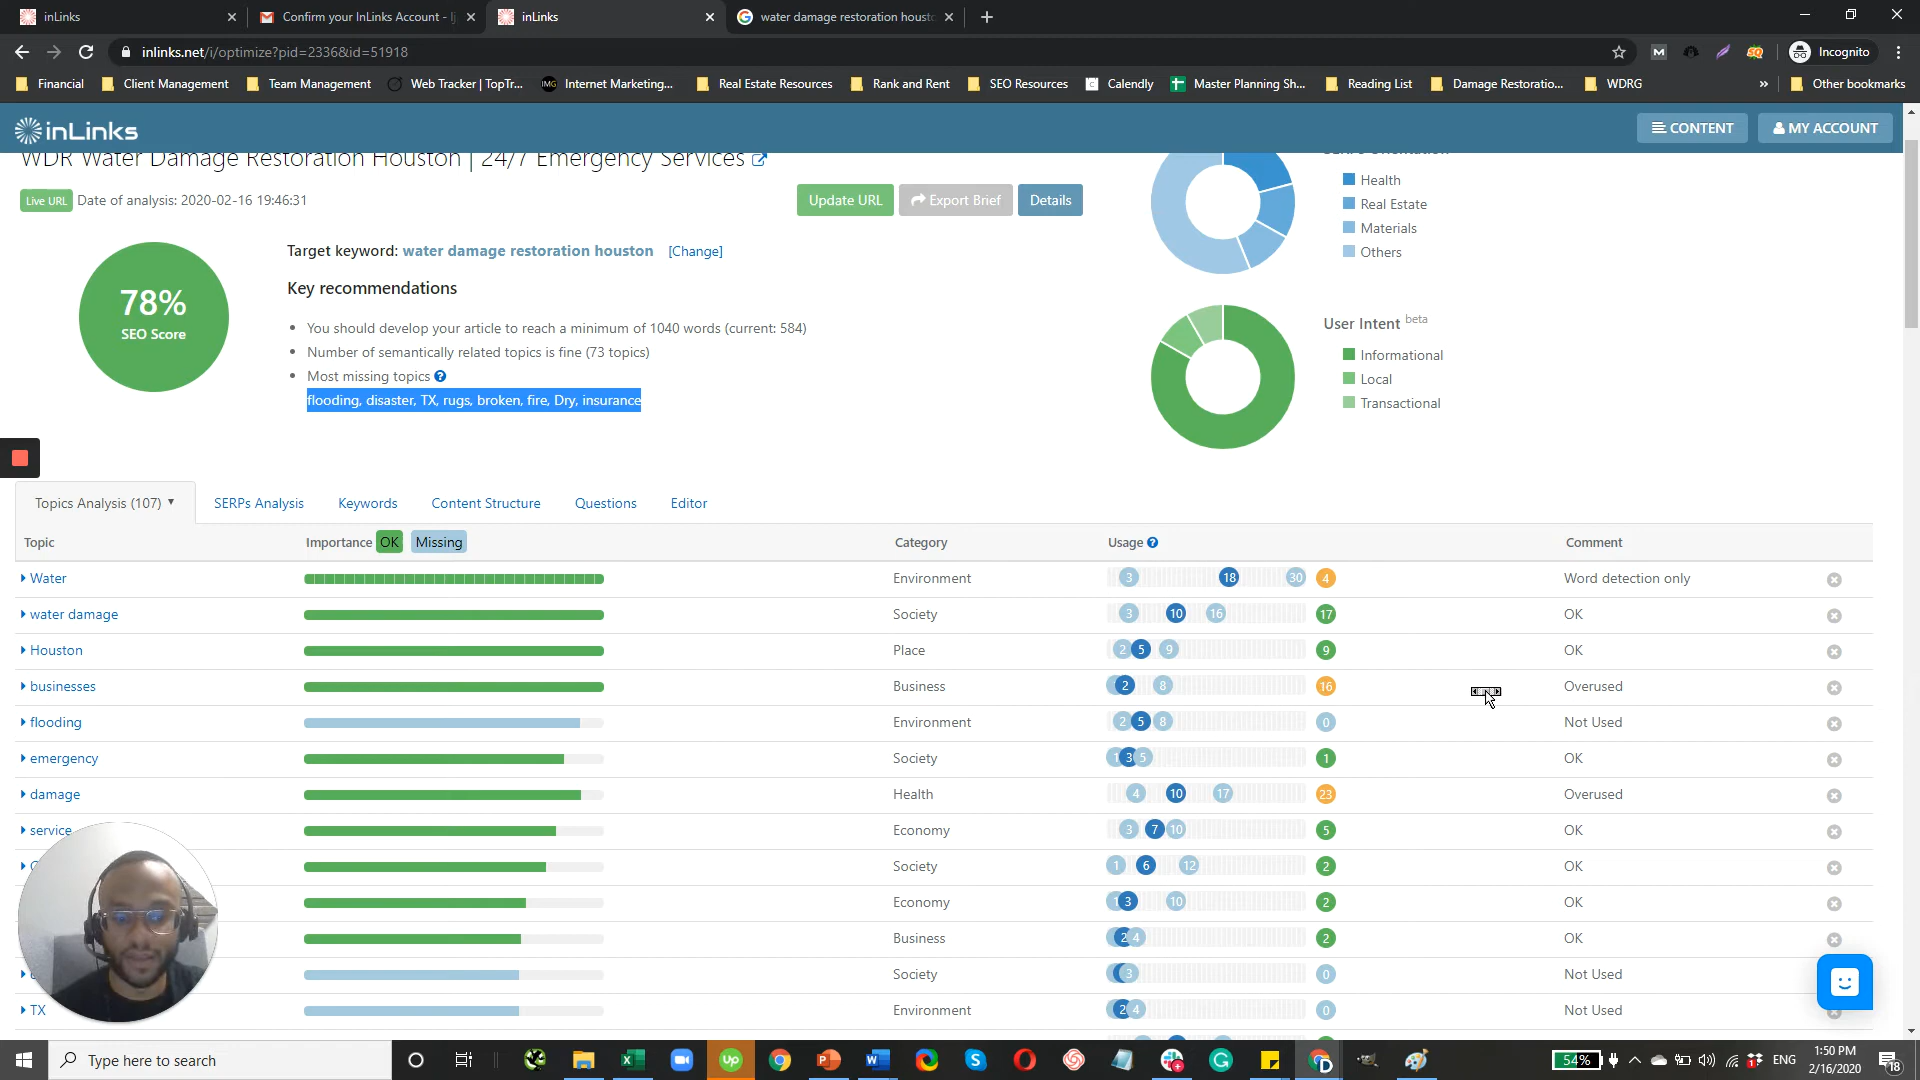 inLinks
Confirm your InLinks Account - lj
inLinks
water damage restoration houst
inlinks.net/i/optimize?pid=2336&id=51918
Incognito
Financial
Client Management
Team Management
Web Tracker | TopTr...
Internet Marketing...
Real Estate Resources
Rank and Rent
SEO Resources
Calendly
Master Planning Sh...
Reading List
Damage Restoratio...
WDRG
Other bookmarks
inLinks
CONTENT
MY ACCOUNT
WDR Water Damage Restoration Houston | 24/7 Emergency Services
Live URL Date of analysis: 2020-02-16 19:46:31
Update URL
Export Brief
Details
Health
Real Estate
Materials
Others
78%
SEO Score
Target keyword: water damage restoration houston [Change]
Key recommendations
You should develop your article to reach a minimum of 1040 words (current: 584)
Number of semantically related topics is fine (73 topics)
Most missing topics
flooding, disaster, TX, rugs, broken, fire, Dry, insurance
User Intent beta
Informational
Local
Transactional
Topics Analysis (107)
SERPs Analysis
Keywords
Content Structure
Questions
Editor
Topic Importance OK Missing Category Usage Comment
Water Environment 3 18 30 4 Word detection only
water damage Society 3 10 16 17 OK
Houston Place 2 5 9 9 OK
businesses Business 2 8 16 Overused
flooding Environment 2 5 8 0 Not Used
emergency Society 1 3 5 1 OK
damage Health 4 10 17 23 Overused
service Economy 3 7 10 5 OK
Society 1 6 12 2 OK
Economy 1 3 10 2 OK
Business 2 4 2 OK
Society 3 0 Not Used
TX Environment 2 4 0 Not Used
Type here to search
54%
ENG
1:50 PM
2/16/2020
18